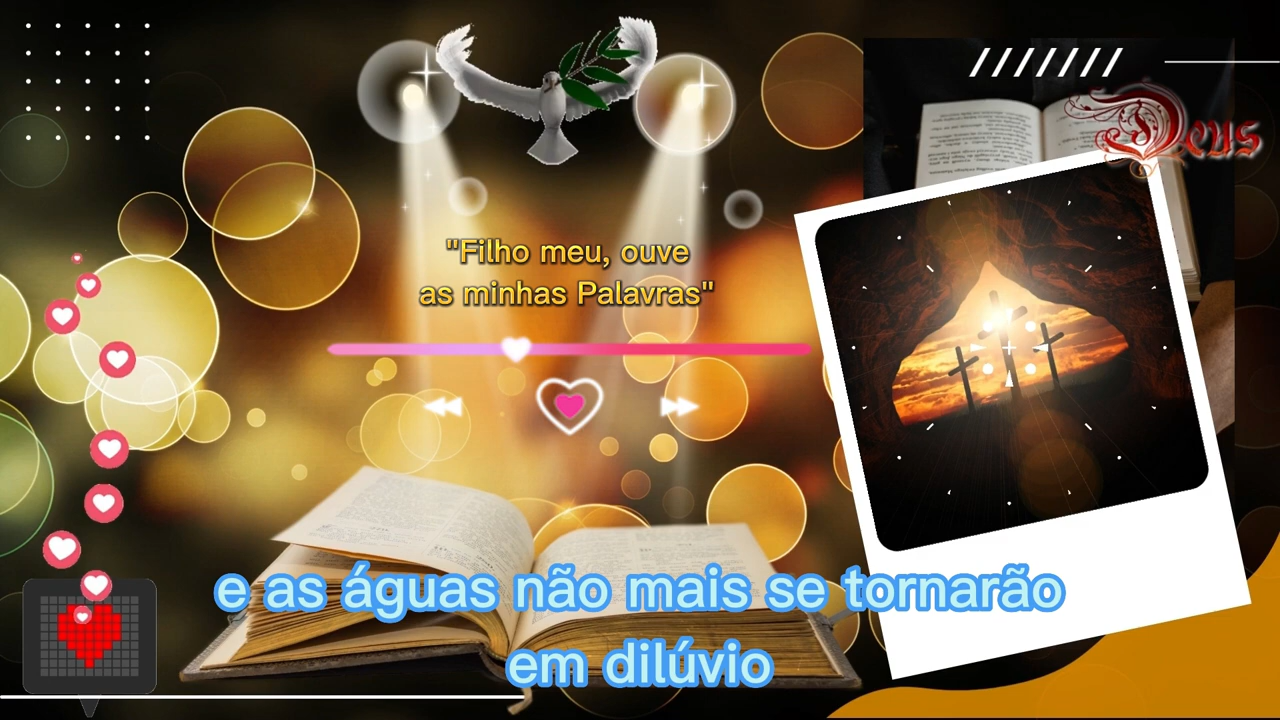 Deus
"Filho meu, ouve
as minhas Palavras"
e as águas não mais se tornarão
em dilúvio